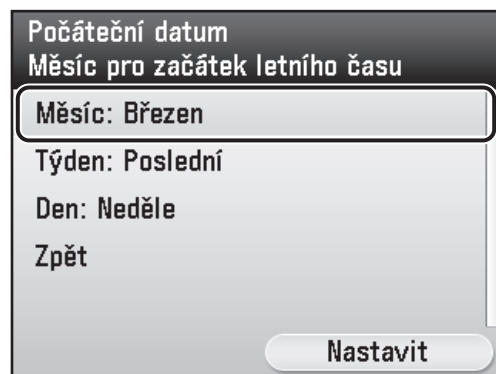 Počáteční datum
Měsíc pro začátek letního času
Měsíc: Březen
Týden: Poslední
Den: Neděle
Zpět
Nastavit